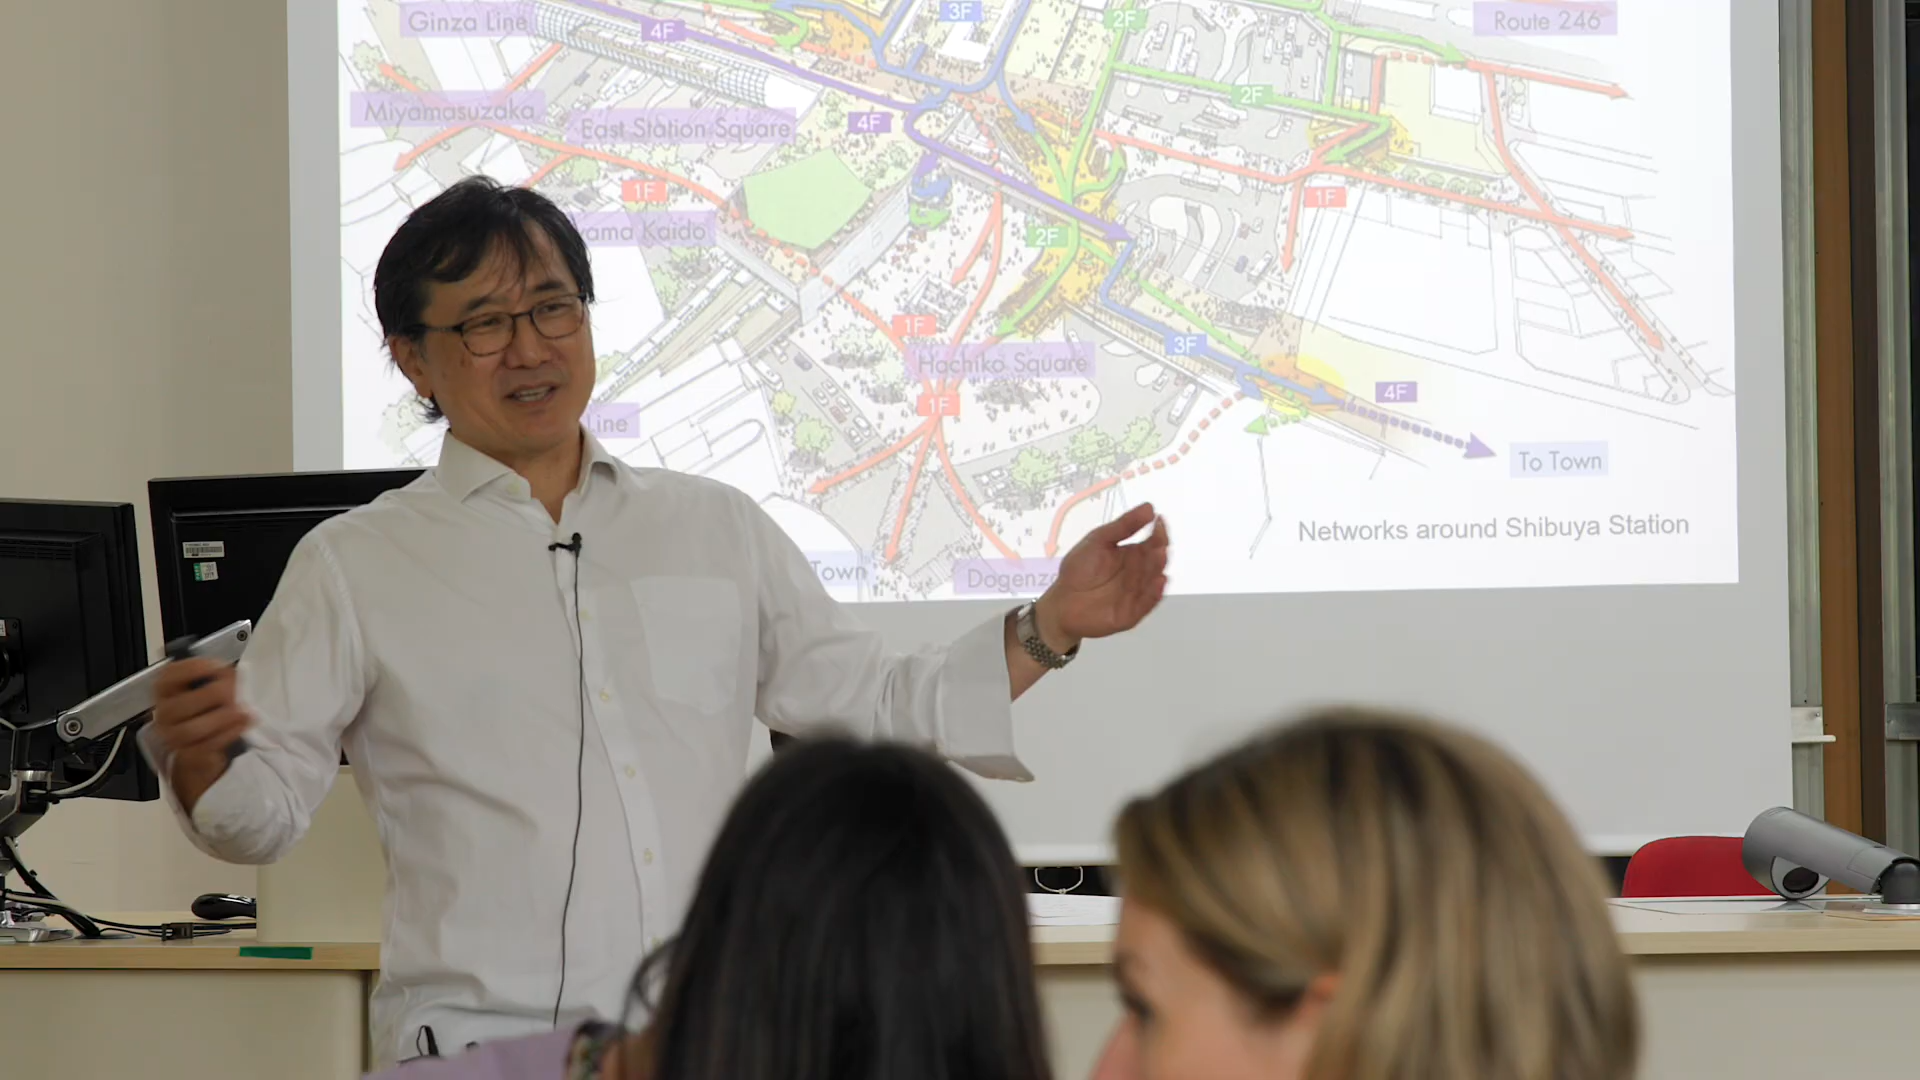 Ginza Line
4F
3F
2F
Route 246
Miyamasuzaka
East Station Square
4F
2F
1F
1F
yama Kaido
2F
1F
Hachiko Square
3F
1F
4F
Line
To Town
Networks around Shibuya Station
Town
Dogenz